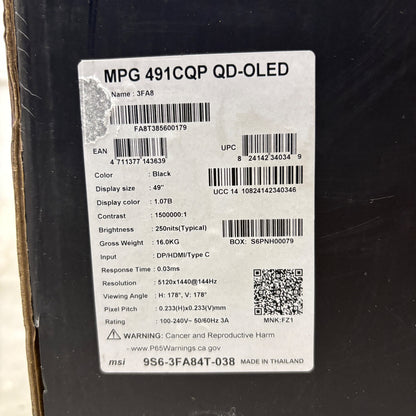 MPG 491CQP QD-OLED
Name : 3FA8
FA8T385600179
EAN
4 711377 143639
UPC
8 24142 34034 9
Color : Black
Display size : 49"
UCC 14 10824142340346
Display color : 1.07B
Contrast : 1500000:1
Brightness : 250nits(Typical)
Gross Weight : 16.0KG
BOX: S6PNH00079
Input : DP/HDMI/Type C
Response Time : 0.03ms
Resolution : 5120x1440@144Hz
Viewing Angle : H: 178°, V: 178°
Pixel Pitch : 0.233(H)x0.233(V)mm
Rating : 100-240V~ 50/60Hz 3A
MNK:FZ1
WARNING: Cancer and Reproductive Harm
- www.P65Warnings.ca.gov
msi 9S6-3FA84T-038 MADE IN THAILAND